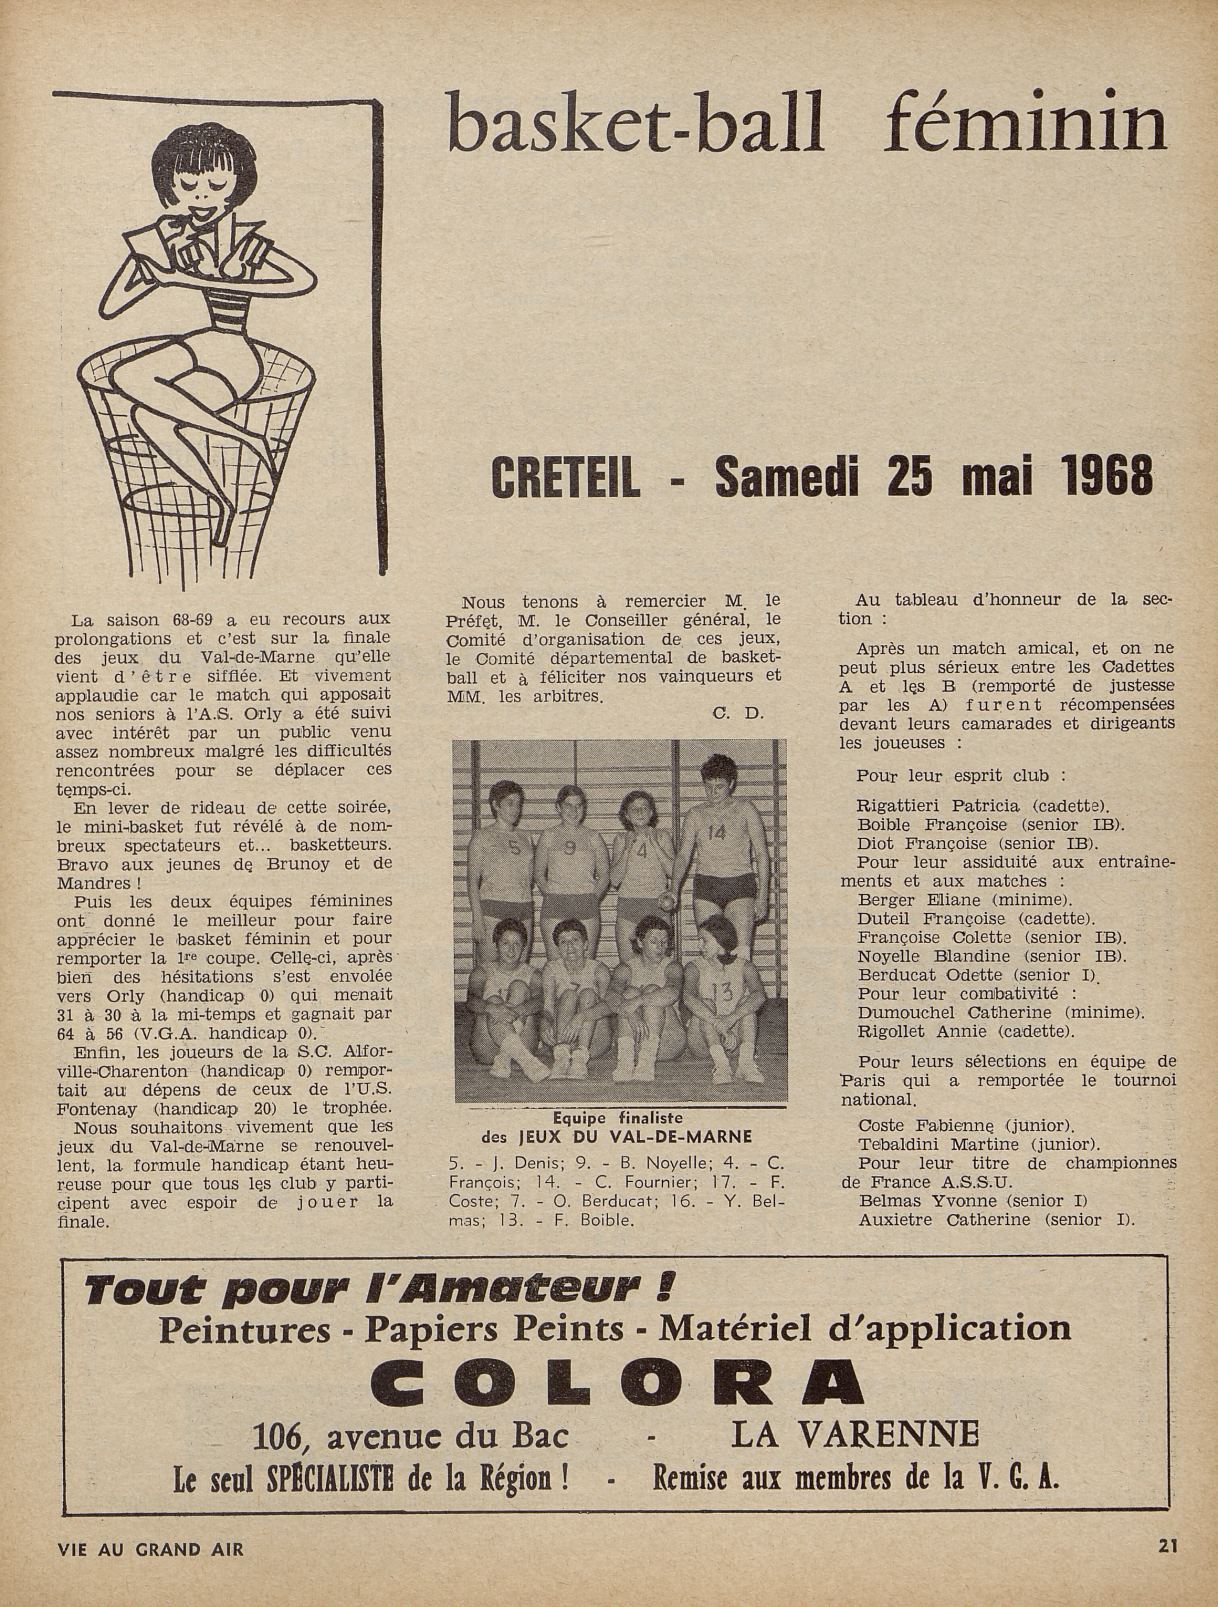 basket-ball féminin
CRETEIL - Samedi 25 mai 1968
La saison 68-69 a eu recours aux
prolongations et c'est sur la finale
des jeux du Val-de-Marne qu'elle
vient d'être sifflée. Et vivement
applaudie car le match qui apposait
nos seniors à l'A.S. Orly a été suivi
avec intérêt par un public venu
assez nombreux malgré les difficultés
rencontrées pour se déplacer ces
temps-ci.
En lever de rideau de cette soirée,
le mini-basket fut révélé à de nom-
breux spectateurs et... basketteurs.
Bravo aux jeunes de Brunoy et de
Mandres !
Puis les deux équipes féminines
ont donné le meilleur pour faire
apprécier le basket féminin et pour
remporter la 1re coupe. Celle-ci, après
bien des hésitations s'est envolée
vers Orly (handicap 0) qui menait
31 à 30 à la mi-temps et gagnait par
64 à 56 (V.G.A. handicap 0).
Enfin, les joueurs de la S.C. Alfor-
ville-Charenton (handicap 0) rempor-
tait au dépens de ceux de l'U.S.
Fontenay (handicap 20) le trophée.
Nous souhaitons vivement que les
jeux du Val-de-Marne se renouvel-
lent, la formule handicap étant heu-
reuse pour que tous les club y parti-
cipent avec espoir de jouer la
finale.
Nous tenons à remercier M. le
Préfet, M. le Conseiller général, le
Comité d'organisation de ces jeux,
le Comité départemental de basket-
ball et à féliciter nos vainqueurs et
MM. les arbitres.
C. D.
5
9
4
14
7
13
Equipe finaliste
des JEUX DU VAL-DE-MARNE
5. - J. Denis; 9. - B. Noyelle; 4. - C.
François; 14. - C. Fournier; 17. - F.
Coste; 7. - O. Berducat; 16. - Y. Bel-
mas; 13. - F. Boible.
Au tableau d'honneur de la sec-
tion :
Après un match amical, et on ne
peut plus sérieux entre les Cadettes
A et les B (remporté de justesse
par les A) furent récompensées
devant leurs camarades et dirigeants
les joueuses :
Pour leur esprit club :
Rigattieri Patricia (cadette).
Boible Françoise (senior IB).
Diot Françoise (senior IB).
Pour leur assiduité aux entraîne-
ments et aux matches :
Berger Eliane (minime).
Duteil Françoise (cadette).
Françoise Colette (senior IB).
Noyelle Blandine (senior IB).
Berducat Odette (senior I).
Pour leur combativité :
Dumouchel Catherine (minime).
Rigollet Annie (cadette).
Pour leurs sélections en équipe de
Paris qui a remportée le tournoi
national.
Coste Fabienne (junior).
Tebaldini Martine (junior).
Pour leur titre de championnes
de France A.S.S.U.
Belmas Yvonne (senior I)
Auxietre Catherine (senior I).
Tout pour l'Amateur !
Peintures - Papiers Peints - Matériel d'application
COLORA
106, avenue du Bac - LA VARENNE
Le seul SPÉCIALISTE de la Région ! - Remise aux membres de la V. G. A.
VIE AU GRAND AIR
21